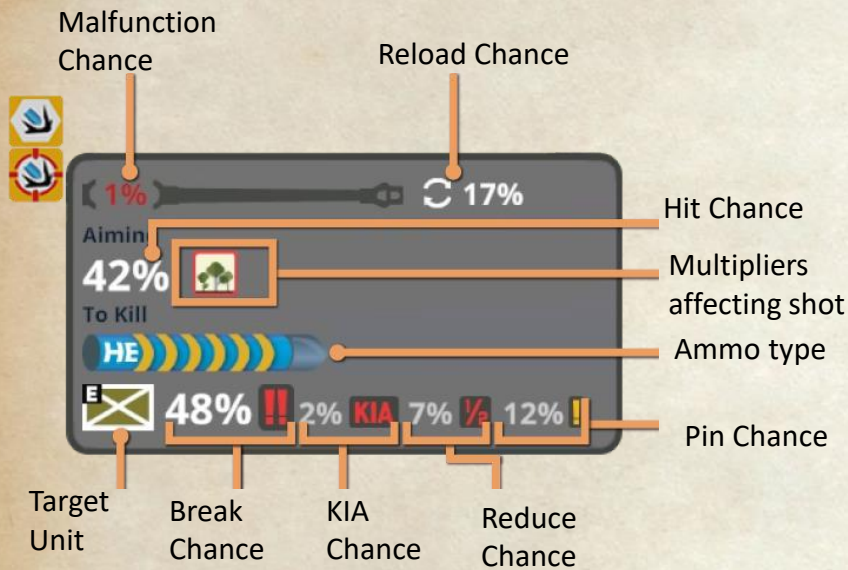 Malfunction
Chance
Reload Chance
1%
17%
Hit Chance
Aiming
42%
Multipliers
affecting shot
To Kill
HE
Ammo type
E
48% !! 2% KIA 7% ½ 12% !
Pin Chance
Target
Unit
Break
Chance
KIA
Chance
Reduce
Chance